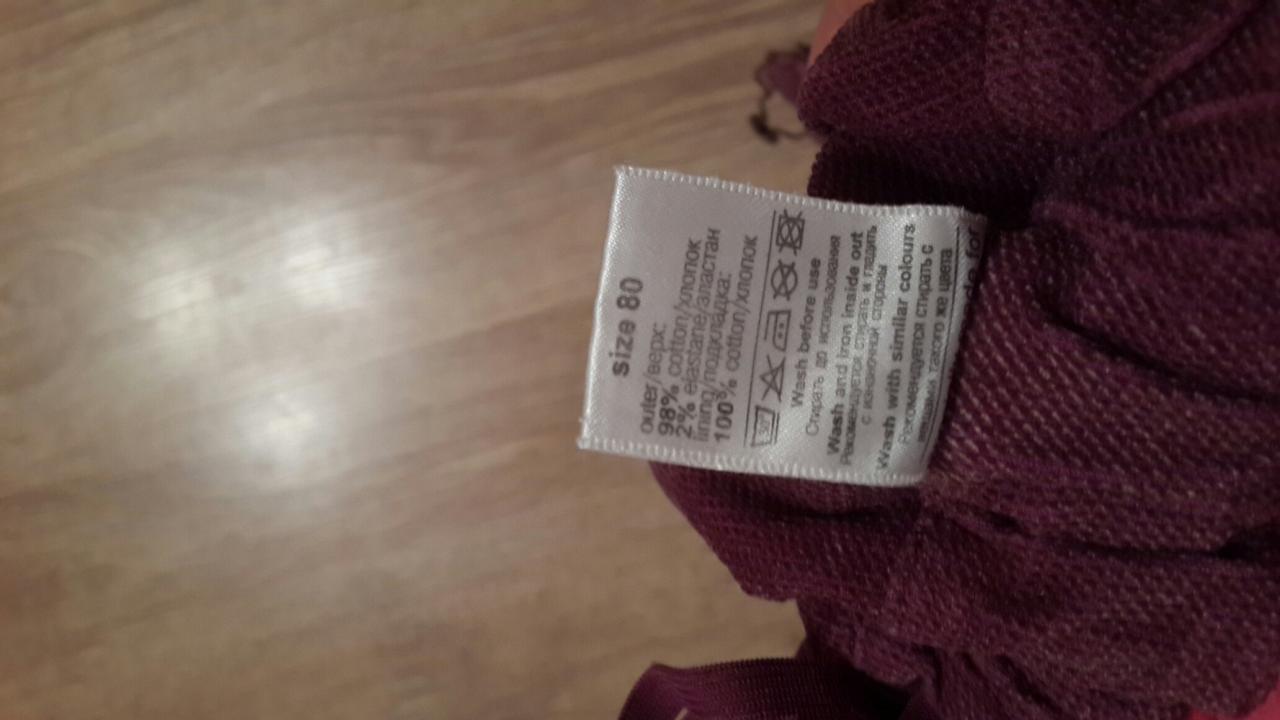 size 80
outer/верх:
98% cotton/хлопок
2% elastane/эластан
lining/подкладка:
100% cotton/хлопок
30°
Wash before use
Стирать до использования
Wash and iron inside out
Рекомендуется стирать и гладить
с изнаночной стороны
Wash with similar colours
Рекомендуется стирать с
вещами такого же цвета
for